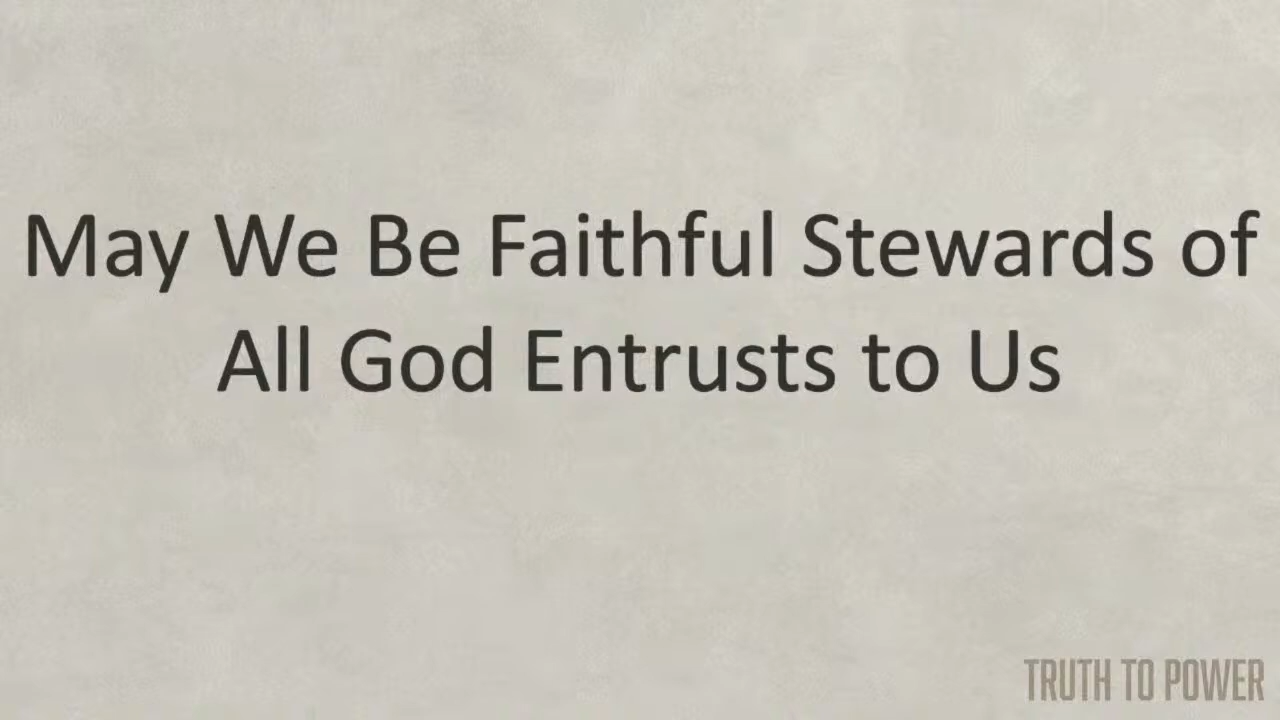 May We Be Faithful Stewards of
All God Entrusts to Us
TRUTH TO POWER